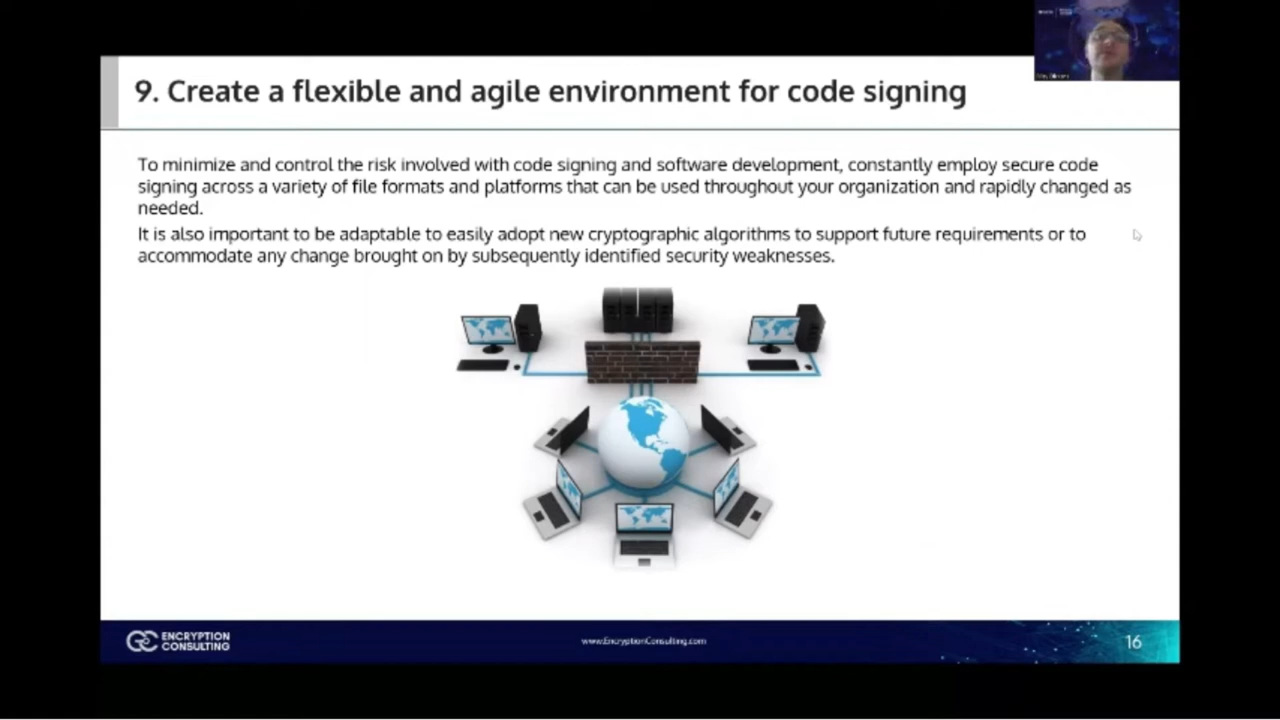 9. Create a flexible and agile environment for code signing
To minimize and control the risk involved with code signing and software development, constantly employ secure code
signing across a variety of file formats and platforms that can be used throughout your organization and rapidly changed as
needed.
It is also important to be adaptable to easily adopt new cryptographic algorithms to support future requirements or to
accommodate any change brought on by subsequently identified security weaknesses.
ENCRYPTION
CONSULTING
www.EncryptionConsulting.com
16